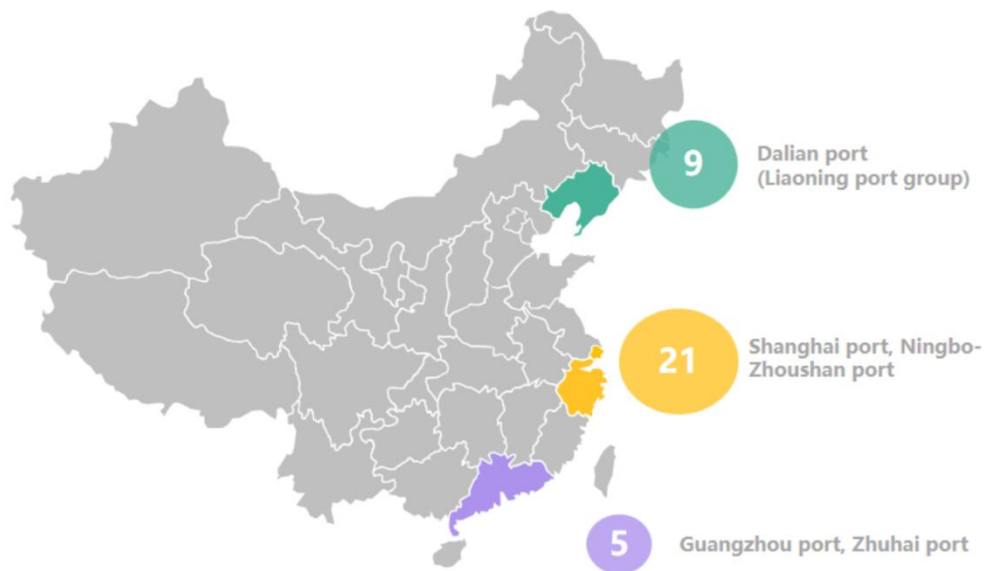 9
Dalian port
(Liaoning port group)
21
Shanghai port, Ningbo-
Zhoushan port
5
Guangzhou port, Zhuhai port